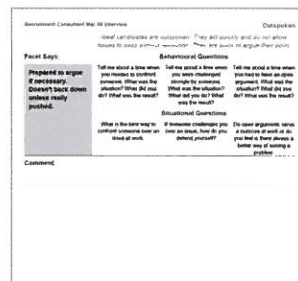 Recruitment Consultant Mgr fit Interview
Outspoken
Ideal candidates are outspoken. They act quickly and do not allow
issues to pass They are quick to argue their point
Facet Says:
Behavioural Questions
Prepared to argue
if necessary.
Doesn't back down
unless really
pushed.
Tell me about a time when
you needed to confront
someone. What was the
situation? What did you
do? What was the result?
Tell me about a time when
you were challenged
strongly by someone.
What was the situation?
What did you do? What
was the result?
Tell me about a time when
you had to have an open
argument. What was the
situation? What did you
do? What was the result?
Situational Questions
What is the best way to
confront someone over an
issue at work.
If someone challenges you
over an issue, how do you
defend yourself?
Do open arguments serve
a purpose at work or do
you feel is there always a
better way of solving a
problem
Comment